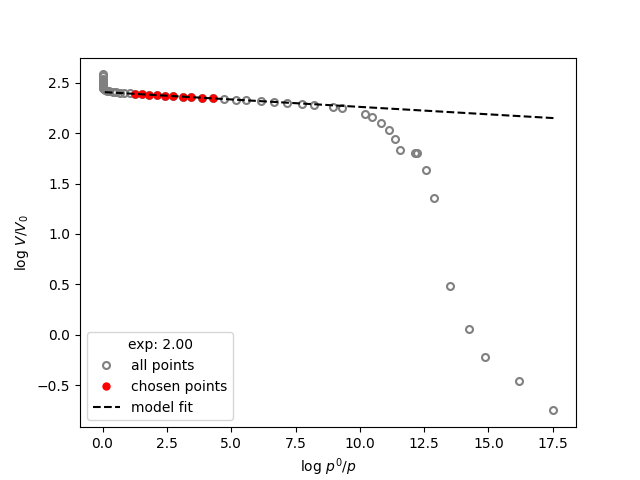 2.5
2.0
1.5
1.0
0.5
0.0
−0.5
log V/V₀
exp: 2.00
all points
chosen points
model fit
0.0 2.5 5.0 7.5 10.0 12.5 15.0 17.5
log p⁰/p